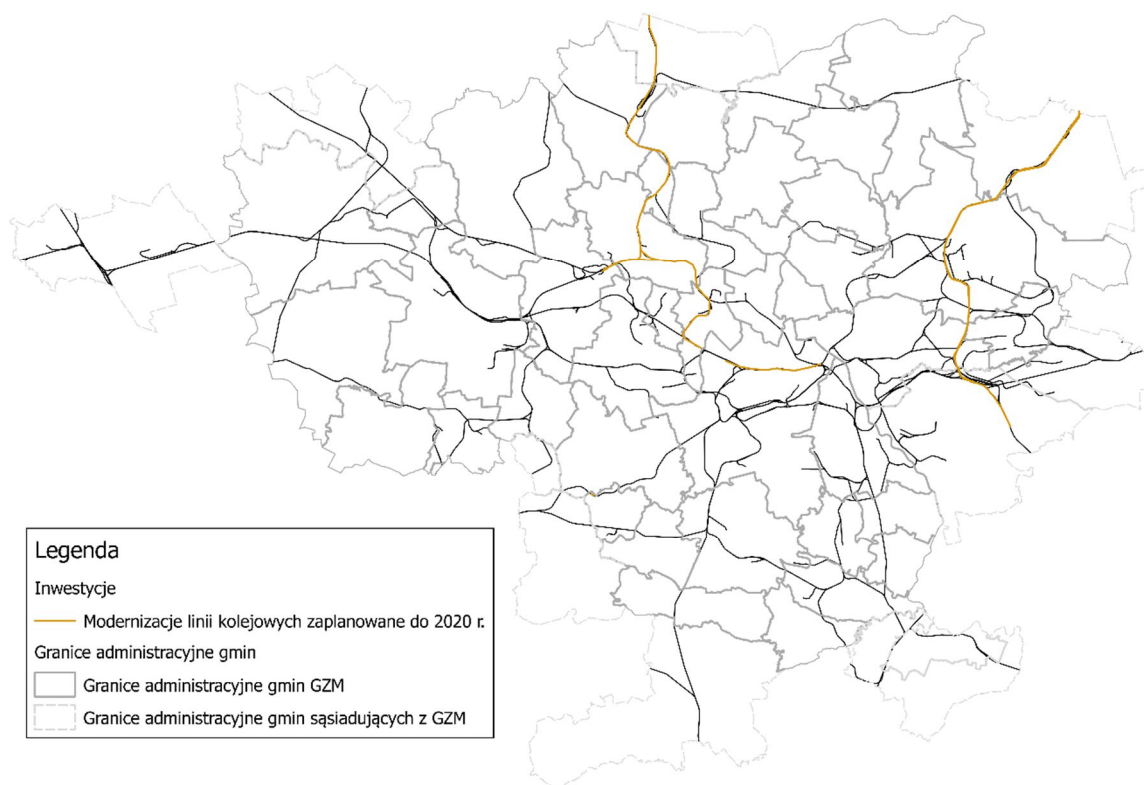 Legenda
Inwestycje
Modernizacje linii kolejowych zaplanowane do 2020 r.
Granice administracyjne gmin
Granice administracyjne gmin GZM
Granice administracyjne gmin sąsiadujących z GZM